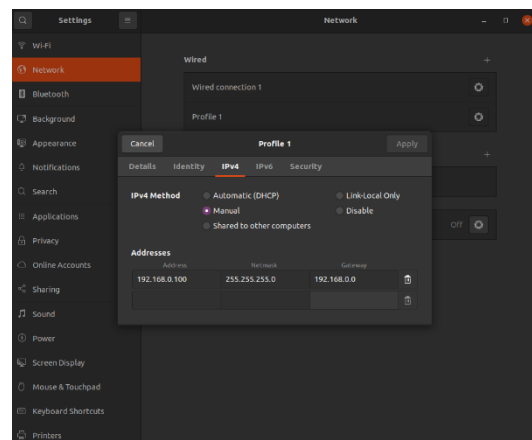 Settings
Network
Wi-Fi
Network
Bluetooth
Background
Appearance
Notifications
Search
Applications
Privacy
Online Accounts
Sharing
Sound
Power
Screen Display
Mouse & Touchpad
Keyboard Shortcuts
Printers
Wired
+
Wired connection 1
Profile 1
+
Off
Cancel
Profile 1
Apply
Details Identity IPv4 IPv6 Security
IPv4 Method
Automatic (DHCP)
Link-Local Only
Manual
Disable
Shared to other computers
Addresses
Address Netmask Gateway
192.168.0.100 255.255.255.0 192.168.0.0